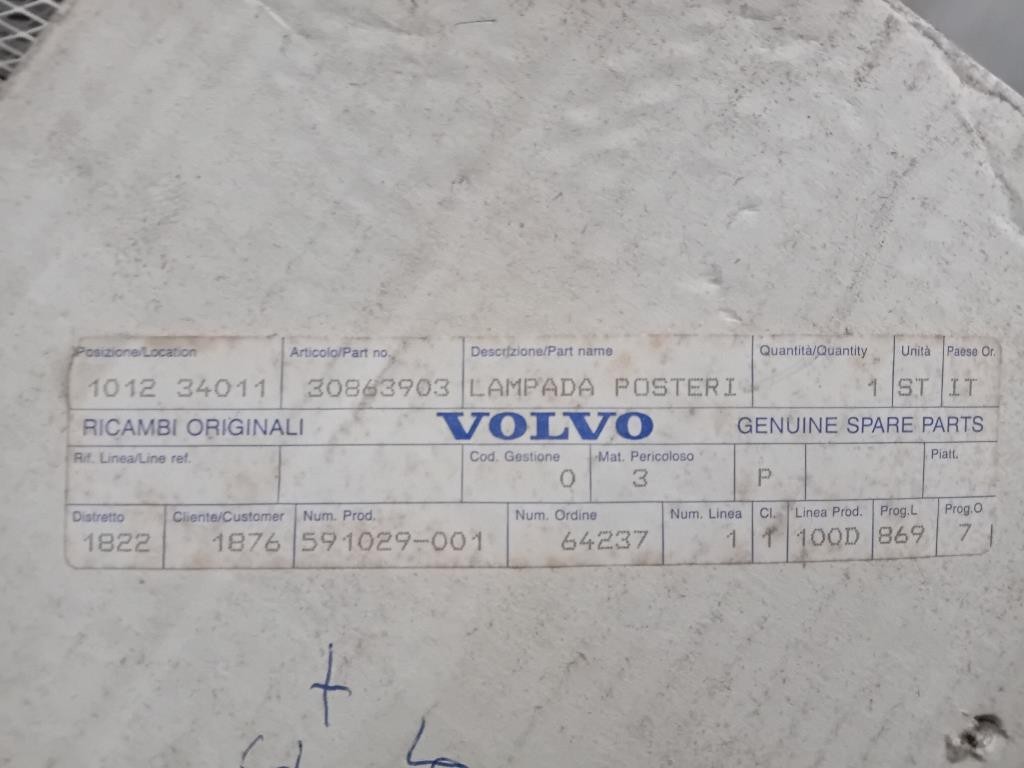 Posizione/Location Articolo/Part no. Descrizione/Part name Quantità/Quantity Unità Paese Or.
1012 34011 30863903 LAMPADA POSTERI 1 ST IT
RICAMBI ORIGINALI VOLVO GENUINE SPARE PARTS
Rif. Linea/Line ref. Cod. Gestione Mat. Pericoloso Piatt.
0 3 P
Distretto Cliente/Customer Num. Prod. Num. Ordine Num. Linea Cl. Linea Prod. Prog.L Prog.O
1822 1876 591029-001 64237 1 1 10QD 869 7